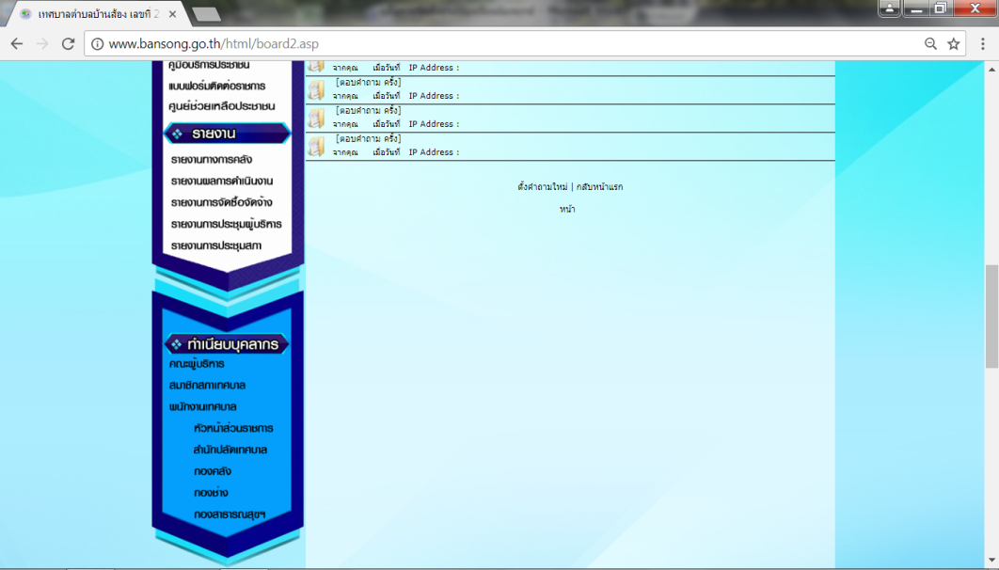 เทศบาลตำบลบ้านส้อง เลขที่ 2
www.bansong.go.th/html/board2.asp
คู่มือบริการประชาชน
แบบฟอร์มติดต่อราชการ
ศูนย์ช่วยเหลือประชาชน
รายงาน
รายงานทางการคลัง
รายงานผลการดำเนินงาน
รายงานการจัดซื้อจัดจ้าง
รายงานการประชุมผู้บริหาร
รายงานการประชุมสภา
ทำเนียบบุคลากร
คณะผู้บริหาร
สมาชิกสภาเทศบาล
พนักงานเทศบาล
หัวหน้าส่วนราชการ
สำนักปลัดเทศบาล
กองคลัง
กองช่าง
กองสาธารณสุขฯ
จากคุณ เมื่อวันที่ IP Address :
[ตอบคำถาม ครั้ง]
จากคุณ เมื่อวันที่ IP Address :
[ตอบคำถาม ครั้ง]
จากคุณ เมื่อวันที่ IP Address :
[ตอบคำถาม ครั้ง]
จากคุณ เมื่อวันที่ IP Address :
ตั้งคำถามใหม่ | กลับหน้าแรก
หน้า